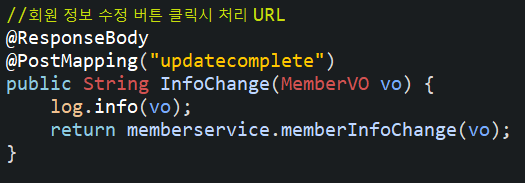 //회원 정보 수정 버튼 클릭시 처리 URL
@ResponseBody
@PostMapping("updatecomplete")
public String InfoChange(MemberVO vo) {
    log.info(vo);
    return memberservice.memberInfoChange(vo);
}